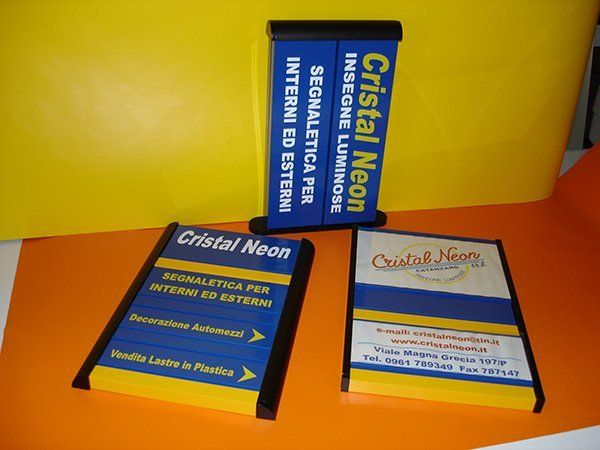 Cristal Neon
INSEGNE LUMINOSE
SEGNALETICA PER
INTERNI ED ESTERNI
Cristal Neon
SEGNALETICA PER
INTERNI ED ESTERNI
Decorazione Automezzi
Vendita Lastre in Plastica
Cristal Neon
CATANZARO
INSEGNE LUMINOSE
e-mail: cristalneon@tin.it
www.cristalneon.it
Viale Magna Grecia 197/p
Tel. 0961 789349 Fax 787147